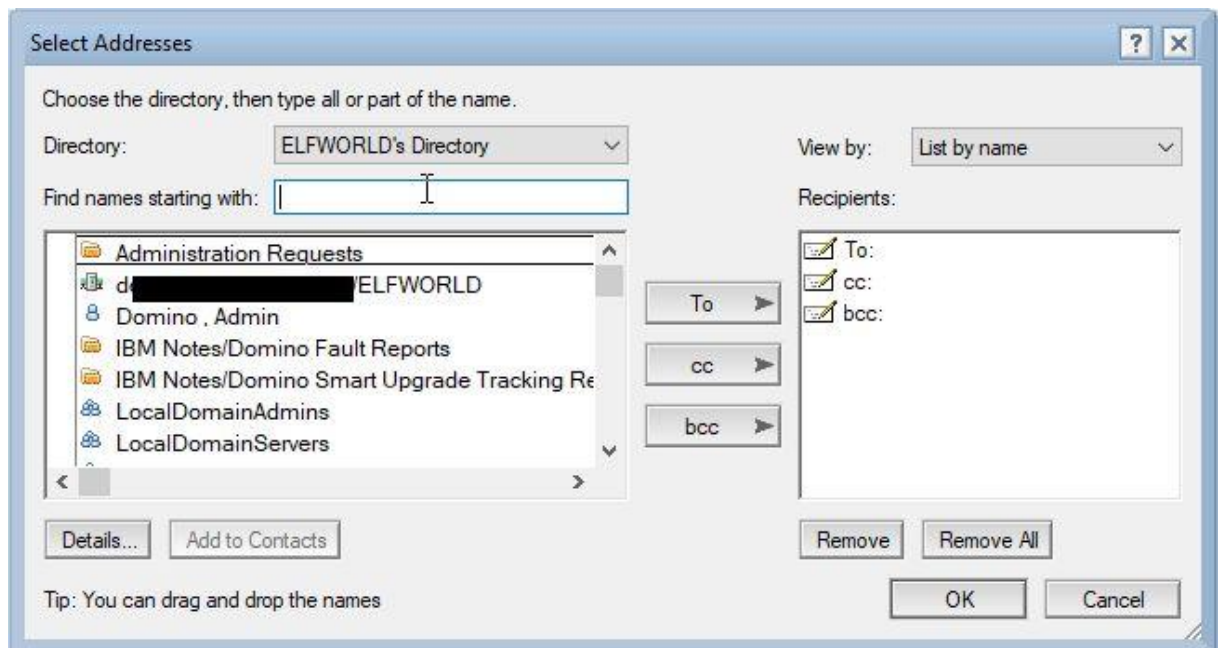 Select Addresses
Choose the directory, then type all or part of the name.
Directory: ELFWORLD's Directory View by: List by name
Find names starting with: Recipients:
Administration Requests
/ELFWORLD
Domino , Admin
IBM Notes/Domino Fault Reports
IBM Notes/Domino Smart Upgrade Tracking Re
LocalDomainAdmins
LocalDomainServers
To
cc
bcc
To:
cc:
bcc:
Details... Add to Contacts Remove Remove All
Tip: You can drag and drop the names OK Cancel